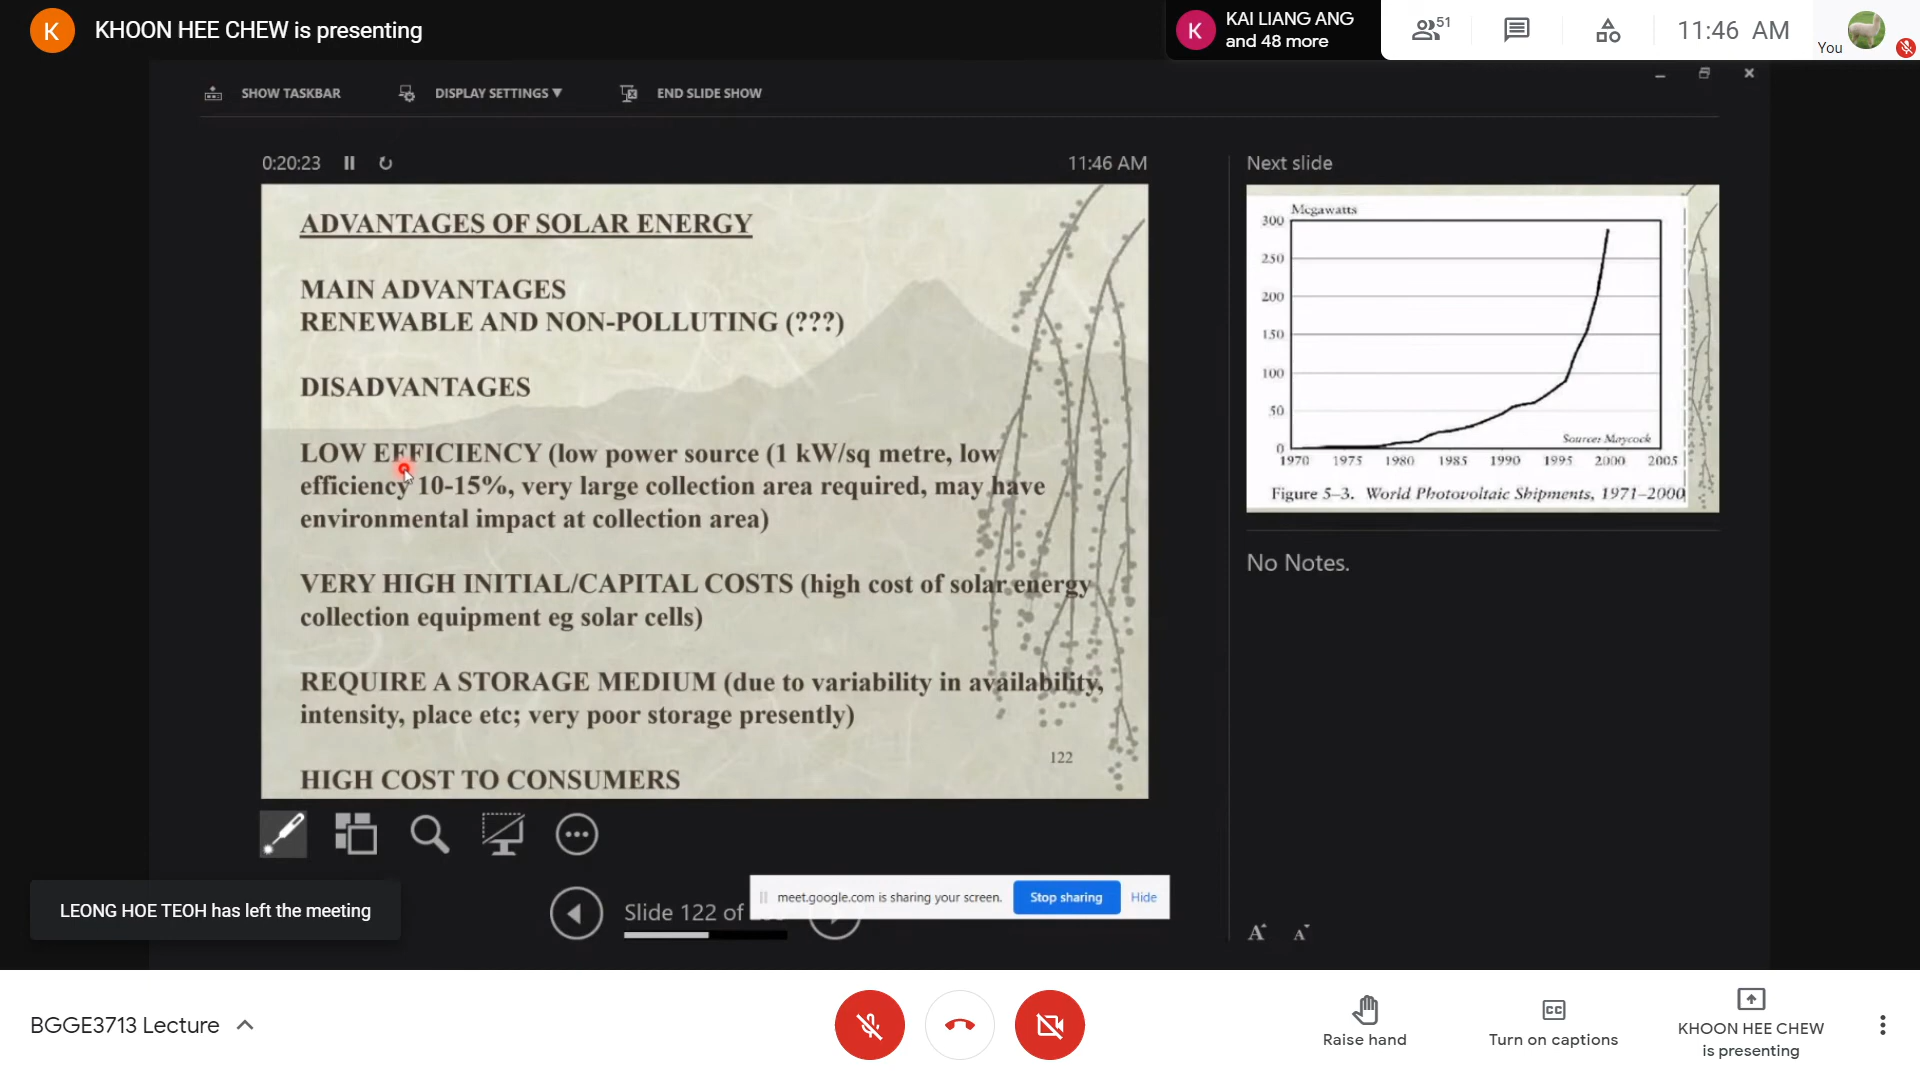 K
KHOON HEE CHEW is presenting
K
KAI LIANG ANG
and 48 more
51
11:46 AM
You
SHOW TASKBAR
DISPLAY SETTINGS ▼
END SLIDE SHOW
0:20:23
11:46 AM
ADVANTAGES OF SOLAR ENERGY
MAIN ADVANTAGES
RENEWABLE AND NON-POLLUTING (???)
DISADVANTAGES
LOW EFFICIENCY (low power source (1 kW/sq metre, low
efficiency 10-15%, very large collection area required, may have
environmental impact at collection area)
VERY HIGH INITIAL/CAPITAL COSTS (high cost of solar energy
collection equipment eg solar cells)
REQUIRE A STORAGE MEDIUM (due to variability in availability,
intensity, place etc; very poor storage presently)
122
HIGH COST TO CONSUMERS
Next slide
Megawatts
300
250
200
150
100
50
0
Source: Maycock
1970 1975 1980 1985 1990 1995 2000 2005
Figure 5–3. World Photovoltaic Shipments, 1971–2000
No Notes.
LEONG HOE TEOH has left the meeting
Slide 122 of
meet.google.com is sharing your screen.
Stop sharing
Hide
A A
BGGE3713 Lecture
Raise hand
CC
Turn on captions
KHOON HEE CHEW
is presenting